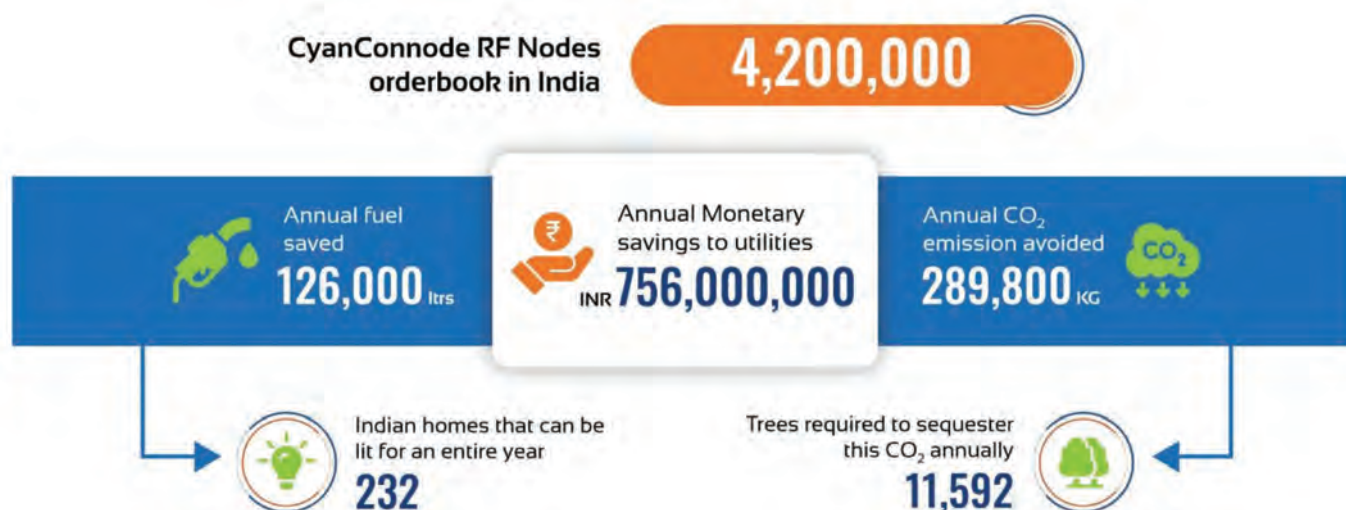 CyanConnode RF Nodes
orderbook in India
4,200,000
Annual fuel
saved
126,000 ltrs
₹
Annual Monetary
savings to utilities
INR 756,000,000
Annual CO₂
emission avoided
289,800 KG
CO₂
Indian homes that can be
lit for an entire year
232
Trees required to sequester
this CO₂ annually
11,592